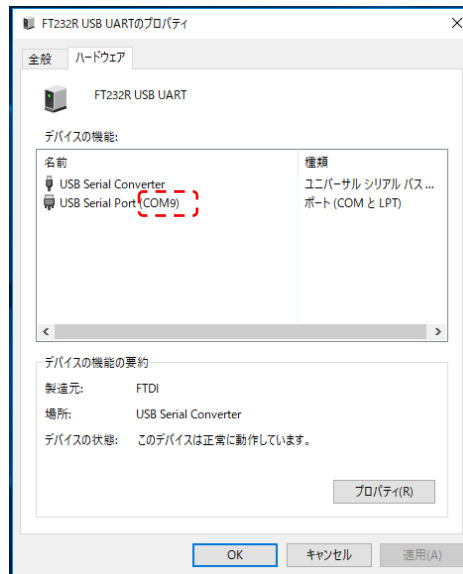 FT232R USB UARTのプロパティ
全般 ハードウェア
FT232R USB UART
デバイスの機能:
名前 種類
USB Serial Converter ユニバーサル シリアル バス ...
USB Serial Port (COM9) ポート (COM と LPT)
デバイスの機能の要約
製造元: FTDI
場所: USB Serial Converter
デバイスの状態: このデバイスは正常に動作しています。
プロパティ(R)
OK キャンセル 適用(A)